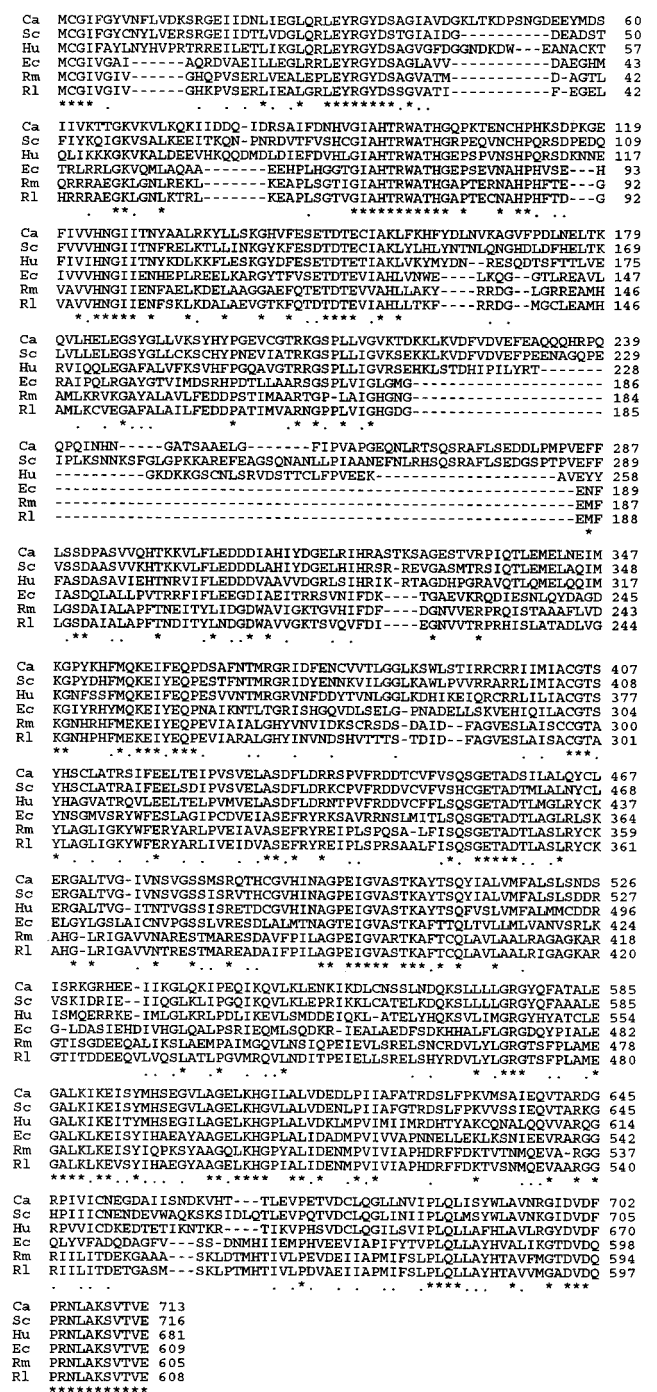 Ca MCGIFGYVNFLVDKSRGEIIDNLIEGLQRLEYRGYDSAGIAVDGKLTKDPSNGDEEYMDS 60
Sc MCGIFGYCNYLVERSRGEIIDTLVDGLQRLEYRGYDSTGIAIDG----------DEADST 50
Hu MCGIFAYLNYHVPRTRREILETLIKGLQRLEYRGYDSAGVGFDGGNDKDW---EANACKT 57
Ec MCGIVGAIV------AQRDVAEILLEGLRRLEYRGYDSAGLAVV---------DAEGHM 43
Rm MCGIVGIV-------GHQPVSERLVEALEPLEYRGYDSAGVATM---------D-AGTL 42
Rl MCGIVGIV-------GHKPVSERLIEALGRLEYRGYDSSGVATI---------F-EGEL 42
Ca IIVKTTGKVKVLKQKIIDDQ-IDRSAIFDNHVGIAHTRWATHGQPKTENCHPHKSDPKGE 119
Sc FIYKQIGKVSALKEEITKQN-PNRDVTFVSHCGIAHTRWATHGRPEQVNCHPQRSDPEDQ 109
Hu QLIKKKGKVKALDEEVHKQQDMDLDIEFDVHLGIAHTRWATHGEPSPVNSHPQRSDKNNE 117
Ec TRLRRLGKVQMLAQAA-------EEHPLHGGTGIAHTRWATHGEPSEVNAHPHVSE---H 93
Rm QRRRAEGKLGNLREKL-------KEAPLSGTIGIAHTRWATHGAPTERNAHPHFTE---G 92
Rl HRRRAEGKLGNLKTRL-------KEAPLSGTVGIAHTRWATHGAPTECNAHPHFTD---G 92
Ca FIVVHNGIITNYAALRKYLLSKGHVFESETDTECIAKLFKHFYDLNVKAGVFPDLNELTK 179
Sc FVVVHNGIITNFRELKTLLINKGYKFESDTDTECIAKLYLHLYNTNLQNGHDLDFHELTK 169
Hu FIVIHNGIITNYKDLKKFLESKGYDFESETDTETIAKLVKYMYDN--RESQDTSFTTLVE 175
Ec IVVVHNGIIENHEPLREELKARGYTFVSETDTEVIAHLVNWE----LKQG--GTLREAVL 147
Rm VAVVHNGIIENFAELKDELAAGGAEFQTETDTEVVAHLLAKY----RRDG--LGRREAMH 146
Rl VAVVHNGIIENFSKLKDALAEVGTKFQTDTDTEVIAHLLTKF----RRDG--MGCLEAMH 146
Ca QVLHELEGSYGLLVKSYHYPGEVCGTRKGSPLLIGVKTDKKLKVDFVDVEFEAQQQHRPQ 239
Sc LVLLELEGSYGLLCKSCHYPNEVIATRKGSPLLIGVKSEKKLKVDFVDVEFPEENAGQPE 229
Hu RVIQQLEGAFALVFKSVHFPGQAVGTRRGSPLLIGVRSEHKLSTDHIPILYRT------- 228
Ec RAIPQLRGAYGTVIMDSRHPDTLLAARSGSPLVIGLGMG--------------------- 186
Rm AMLKRVKGAYALAVLFEDDPSTIMAARTGP-LAIGHGNG--------------------- 184
Rl AMLKCVEGAFALAILFEDDPATIMVARNGPPLVIGHGDG--------------------- 185
Ca QPQINHN-----GATSAAELG-------FIPVAPGEQNLRTSQSRAFLSEDDLPMPVEFF 287
Sc IPLKSNNKSFGLGPKKAREFEAGSQNANLLPIAANEFNLRHSQSRAFLSEDGSPTPVEFF 289
Hu ---------GKDKKGSCNLSRVDSTTCLFPVEEK------------------AVEYY 258
Ec ---------------------------------------------------------ENF 189
Rm ---------------------------------------------------------EMF 187
Rl ---------------------------------------------------------EMF 188
Ca LSSDPASVVQHTKKVLFLEDDDIAHIYDGELRIHRASTKSAGESTVRPIQTLEMELNEIM 347
Sc VSSDAASVVKHTKKVLFLEDDDLAHIYDGELHIHRSR-REVGASMTRSIQTLEMELAQIM 348
Hu FASDASAVIEHTNRVIFLEDDDVAAVVDGRLSIHRIK-RTAGDHPGRAVQTLQMELQQIM 317
Ec IASDQLALLPVTRRFIFLEEGDIAEITRRSVNIFDK----TGAEVKRQDIESNLQYDAGD 245
Rm LGSDAIALAPFTNEITYLIDGDWAVIGKTGVHIFDF----DGNVVERPRQISTAAAFLVD 243
Rl LGSDAIALAPFTNDITYLNDGDWAVVGKTSVQVFDI----EGNVVTRPRHISLATADLVG 244
Ca KGPYKHFMQKEIFEQPDSAFNTMRGRIDFENCVVTLGGLKSWLSTIRRCRRIIMIACGTS 407
Sc KGPYDHFMQKEIFEQPESTFNTMRGRIDYENNKVILGGLKAWLPVVRRARRLIMIACGTS 408
Hu KGNFSSFMQKEIFEQPESVVNTMRGRVNFDDYTVNLGGLKDHIKEIQRCRRLILIACGTS 377
Ec KGIYRHYMQKEIYEQPNAIKNTLTGRISHGQVDLSELG-PNADELLSKVEHIQILACGTS 304
Rm KGNHRHFMEKEIYEQPEVIAIALGHYVNVIDKSCRSDS-DAID--FAGVESLAISCCGTA 300
Rl KGNHPHFMEKEIYEQPEVIARALGHYINVNDSHVTTTS-TDID--FAGVESLAISACGTA 301
Ca YHSCLATRSIFEELTEIPVSVELASDFLDRRSPVFRDDTCVFVSQSGETADSILALQYCL 467
Sc YHSCLATRAIFEELSDIPVSVELASDFLDRKCPVFRDDVCVFVSHCGETADTMLALNYCL 468
Hu YHAGVATRQVLEELTELPVMVELASDFLDRNTPVFRDDVCFFLSQSGETADTLMGLRYCK 437
Ec YNSGMVSRYWFESLAGIPCDVEIASEFRYRKSAVRRNSLMITLSQSGETADTLAGLRLSK 364
Rm YLAGLIGKYWFERYARLPVEIAVASEFRYREIPLSPQSA-LFISQSGETADTLASLRYCK 359
Rl YLAGLIGKYWFERYARLIVEIDVASEFRYREIPLSPRSAALFISQSGETADTLASLRYCK 361
Ca ERGALTVG-IVNSVGSSMSRQTHCGVHINAGPEIGVASTKAYTSQYIALVMFALSLSNDS 526
Sc ERGALTVG-IVNSVGSSISRVTHCGVHINAGPEIGVASTKAYTSQYIALVMFALSLSDDR 527
Hu ERGALTVG-ITNTVGSSISRETDCGVHINAGPEIGVASTKAYTSQFVSLVMFALMMCDDR 496
Ec ELGYLGSLAICNVPGSSLVRESDLALMTNAGTEIGVASTKAFTTQLTVLLMLVANVSRLK 424
Rm AHG-LRIGAVVNARESTMARESDAVFPILAGPEIGVARTKAFTCQLAVLAALRAGAGKAR 418
Rl AHG-LRIGAVVNTRESTMAREADAIFPILAGPEIGVASTKAFTCQLAVLAALRIGAGKAR 420
Ca ISRKGRHEE-IIKGLQKIPEQIKQVLKLENKIKDLCNSSLNDQKSLLLLGRGYQFATALE 585
Sc VSKIDRIE--IIQGLKLIPGQIKQVLKLEPRIKKLCATELKDQKSLLLLGRGYQFAAALE 585
Hu ISMQERRKE-IMLGLKRLPDLIKEVLSMDDEIQKL-ATELYHQKSVLIMGRGYHYATCLE 554
Ec G-LDASIEHDIVHGLQALPSRIEQMLSQDKR-IEALAEDFSDKHHALFLGRGDQYPIALE 482
Rm GTISGDEEQALIKSLAEMPAIMGQVLNSIQPEIEVLSRELSNCRDVLYLGRGTSFPLAME 478
Rl GTITDDEEQVLVQSLATLPGVMRQVLNDITPEIELLSRELSHYRDVLYLGRGTSFPLAME 480
Ca GALKIKEISYMHSEGVLAGELKHGILALVDEDLPIIAFATRDSLFPKVMSAIEQVTARDG 645
Sc GALKLKEISYMHSEGVLAGELKHGVLALVDENLPIIAFGTRDSLFPKVVSSIEQVTARKG 645
Hu GALKIKEITYMHSEGILAGELKHGPLALVDKLMPVIMIIMRDHTYAKCQNALQQVVARQG 614
Ec GALKLKEISYIHAEAYAAGELKHGPLALIDADMPVIVVAPNNELLEKLKSNIEEVRARGG 542
Rm GALKLKEISYIQPKSYAAGQLKHGPYALIDENMPVIVIAPHDRFFDKTVTNMQEVA-RGG 537
Rl GALKLKEVSYIHAEGYAAGELKHGPIALIDENMPVIVIAPHDRFFDKTVSNMQEVAARGG 540
Ca RPIVICNEGDAIISNDKVHT---TLEVPETVDCLQGLLNVIPLQLISYWLAVNRGIDVDF 702
Sc HPIIICNENDEVWAQKSKSIDLQTLEVPQTVDCLQGLINIIPLQLMSYWLAVNKGIDVDF 705
Hu RPVVICDKEDTETIKNTKR----TIKVPHSVDCLQGILSVIPLQLLAFHLAVLRGYDVDF 670
Ec QLYVFADQDAGFV---SS-DNMHIIEMPHVEEVIAPIFYTVPLQLLAYHVALIKGTDVDQ 598
Rm RIILITDEKGAAA---SKLDTMHTIVLPEVDEIIAPMIFSLPLQLLAYHTAVFMGTDVDQ 594
Rl RIILITDETGASM---SKLPTMHTIVLPDVAEIIAPMIFSLPLQLLAYHTAVVMGADVDQ 597
Ca PRNLAKSVTVE 713
Sc PRNLAKSVTVE 716
Hu PRNLAKSVTVE 681
Ec PRNLAKSVTVE 609
Rm PRNLAKSVTVE 605
Rl PRNLAKSVTVE 608
***********